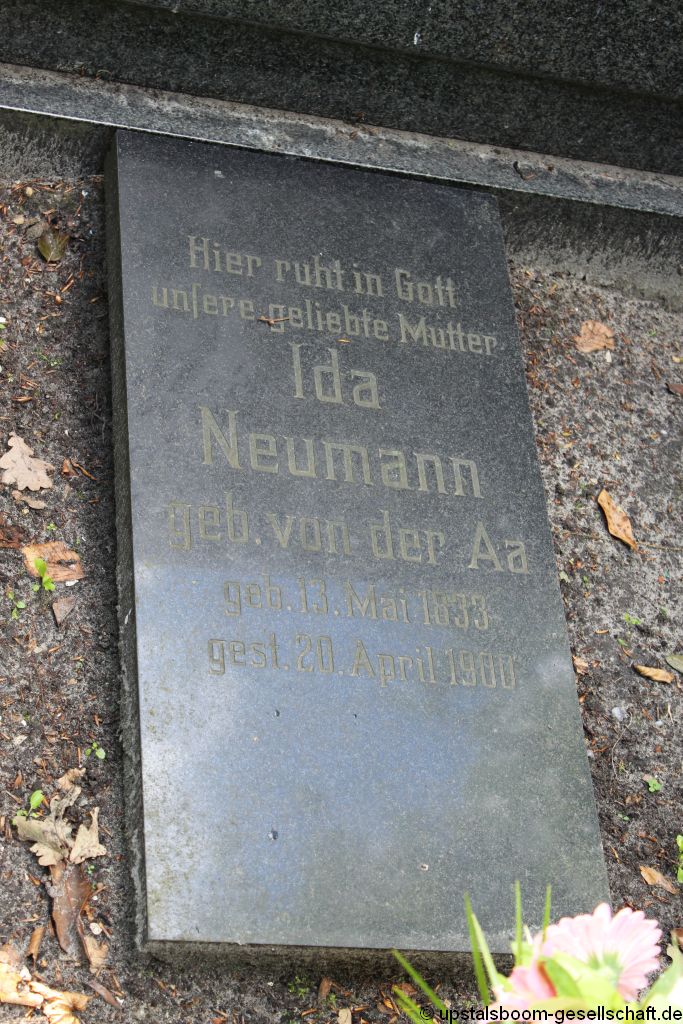 Hier ruht in Gott
unſere geliebte Mutter
Ida
Neumann
geb. von der Aa
geb. 13. Mai 1833
gest. 20. April 1900
© upstalsboom-gesellschaft.de